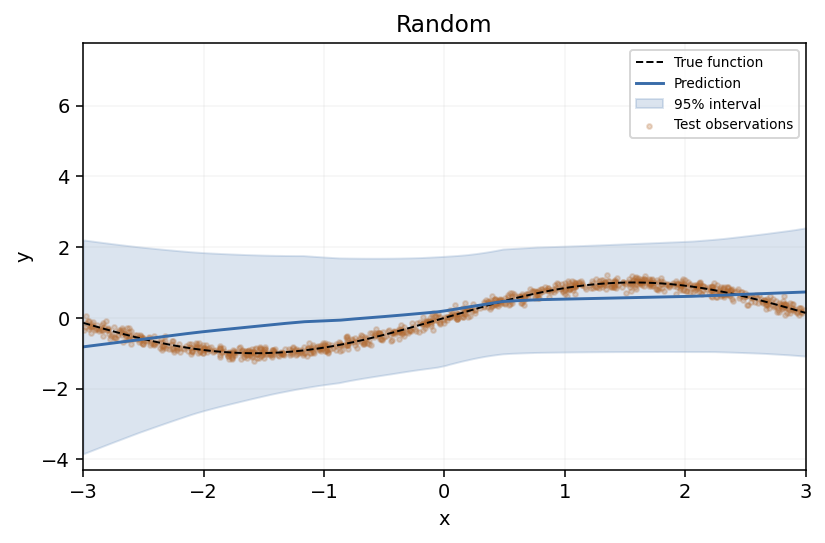 Random
True function
Prediction
95% interval
Test observations
6
4
2
0
−2
−4
y
−3
−2
−1
0
1
2
3
x